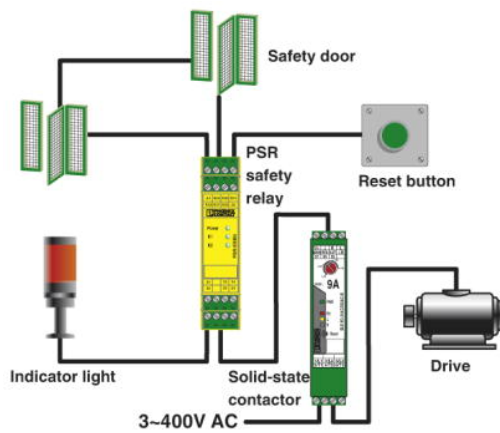 Safety door
PSR
safety
relay
Reset button
9A
Indicator light
Solid-state
contactor
Drive
3~400V AC